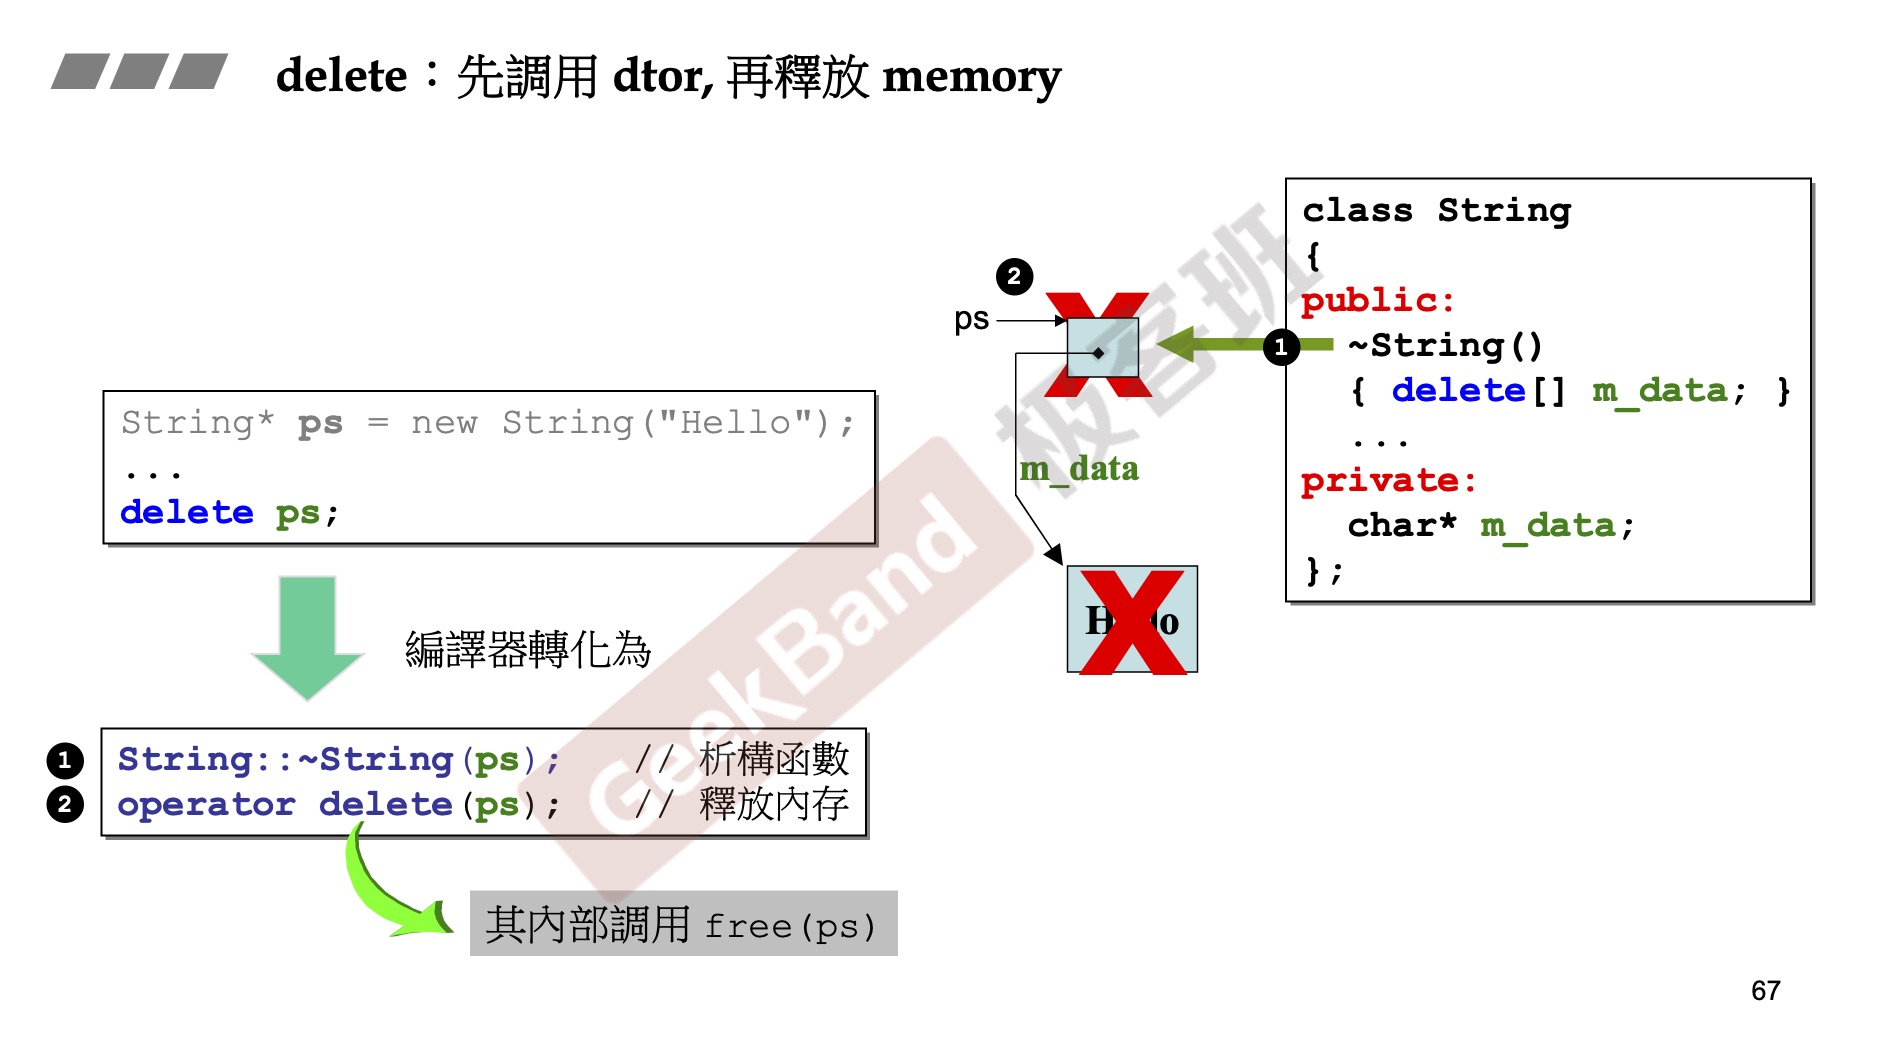 delete：先調用 dtor, 再釋放 memory
String* ps = new String("Hello");
...
delete ps;
編譯器轉化為
1 String::~String(ps); // 析構函數
2 operator delete(ps); // 釋放內存
其內部調用 free(ps)
2
ps
1
m_data
class String
{
public:
~String()
{ delete[] m_data; }
...
private:
char* m_data;
};
GeekBand 极客班
67